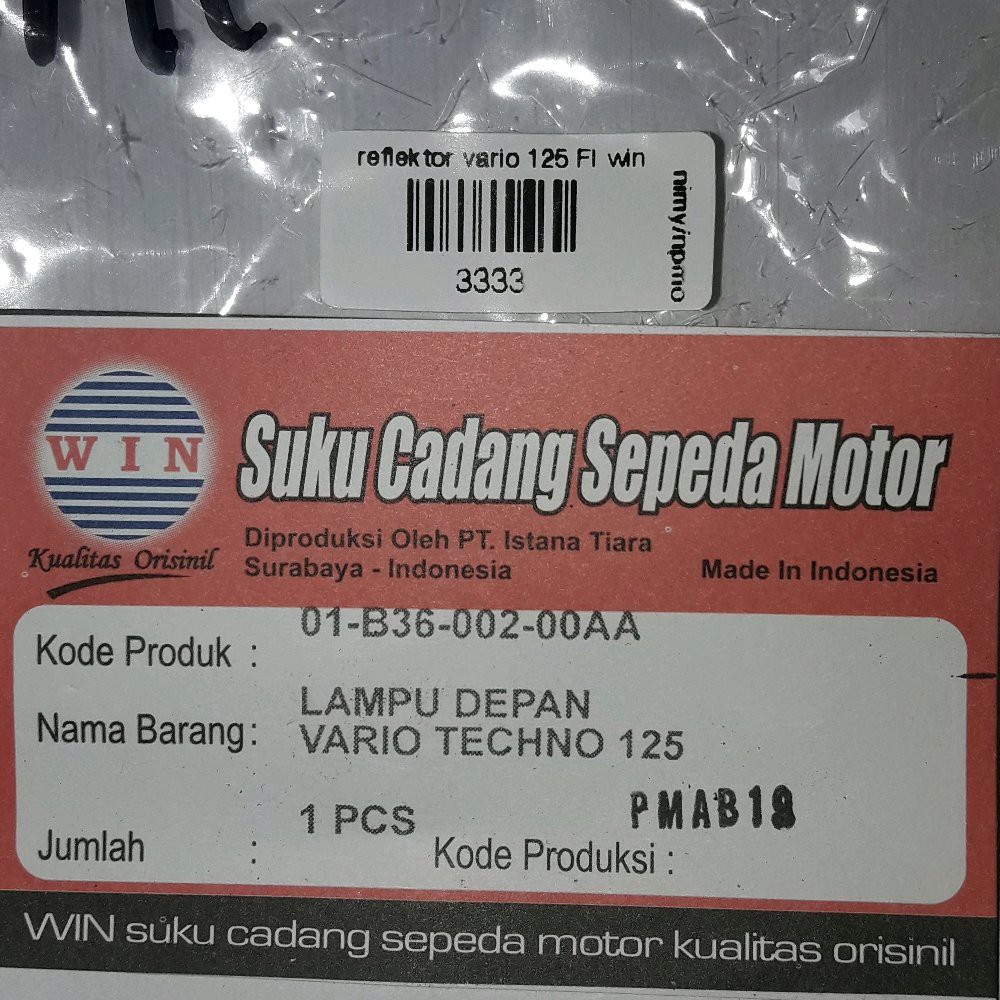 reflektor vario 125 FI win
3333
nimy/npmo
WIN
Kualitas Orisinil
Suku Cadang Sepeda Motor
Diproduksi Oleh PT. Istana Tiara
Surabaya - Indonesia
Made In Indonesia
01-B36-002-00AA
Kode Produk :
LAMPU DEPAN
Nama Barang :
VARIO TECHNO 125
1 PCS
PMAB19
Jumlah :
Kode Produksi :
WIN suku cadang sepeda motor kualitas orisinil